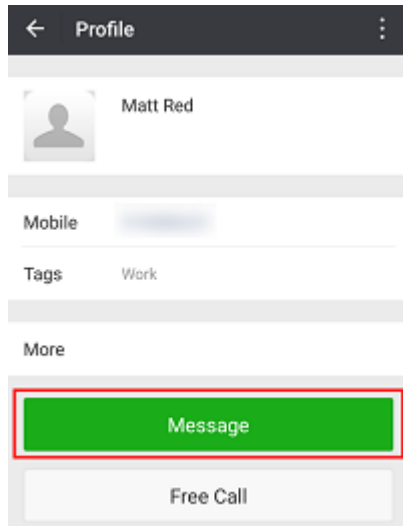 Profile
Matt Red
Mobile
Tags Work
More
Message
Free Call